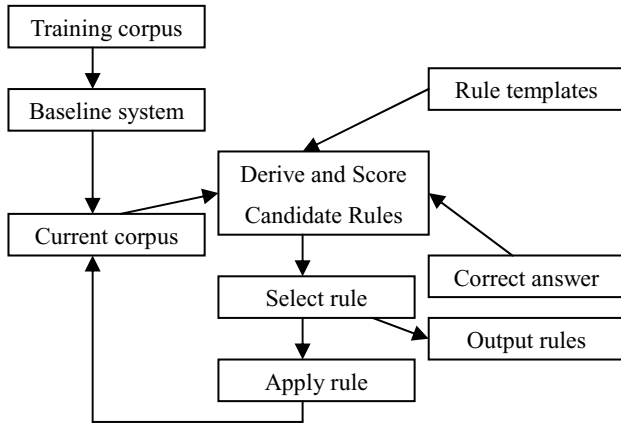 Training corpus
Rule templates
Baseline system
Derive and Score
Candidate Rules
Current corpus
Correct answer
Select rule
Output rules
Apply rule